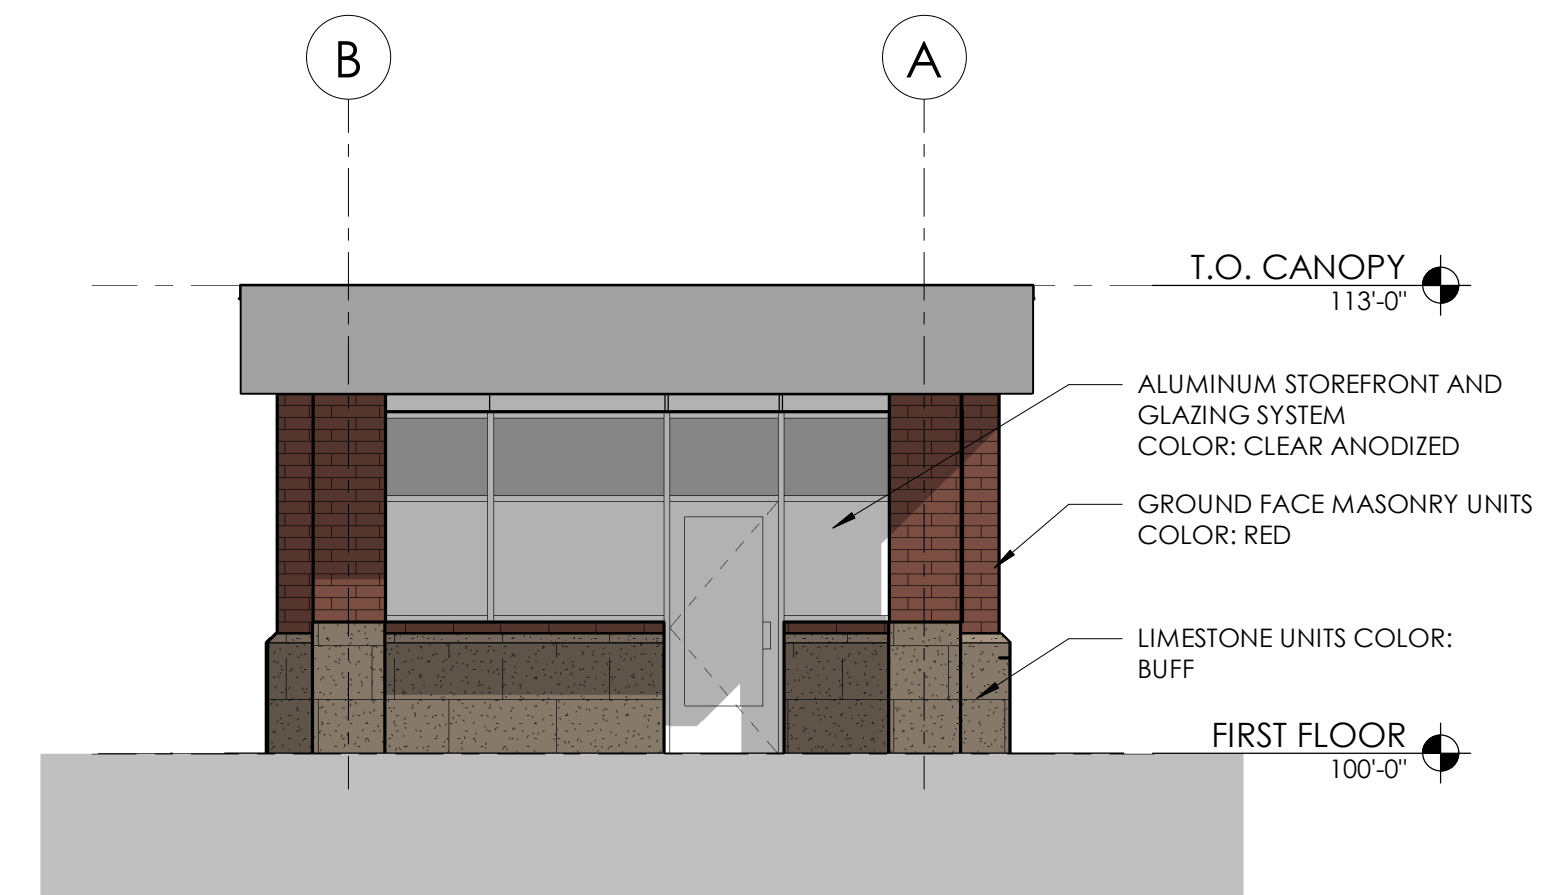 B
A
T.O. CANOPY
113'-0"
ALUMINUM STOREFRONT AND
GLAZING SYSTEM
COLOR: CLEAR ANODIZED
GROUND FACE MASONRY UNITS
COLOR: RED
LIMESTONE UNITS COLOR:
BUFF
FIRST FLOOR
100'-0"